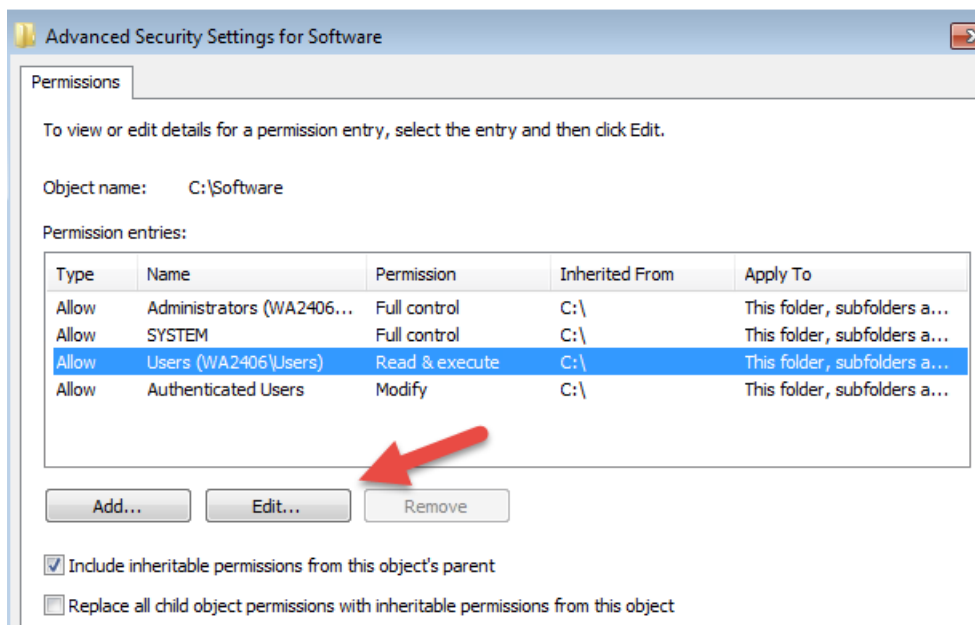 Advanced Security Settings for Software
Permissions
To view or edit details for a permission entry, select the entry and then click Edit.
Object name: C:\Software
Permission entries:
Type Name Permission Inherited From Apply To
Allow Administrators (WA2406... Full control C:\ This folder, subfolders a...
Allow SYSTEM Full control C:\ This folder, subfolders a...
Allow Users (WA2406\Users) Read & execute C:\ This folder, subfolders a...
Allow Authenticated Users Modify C:\ This folder, subfolders a...
Add... Edit... Remove
Include inheritable permissions from this object's parent
Replace all child object permissions with inheritable permissions from this object